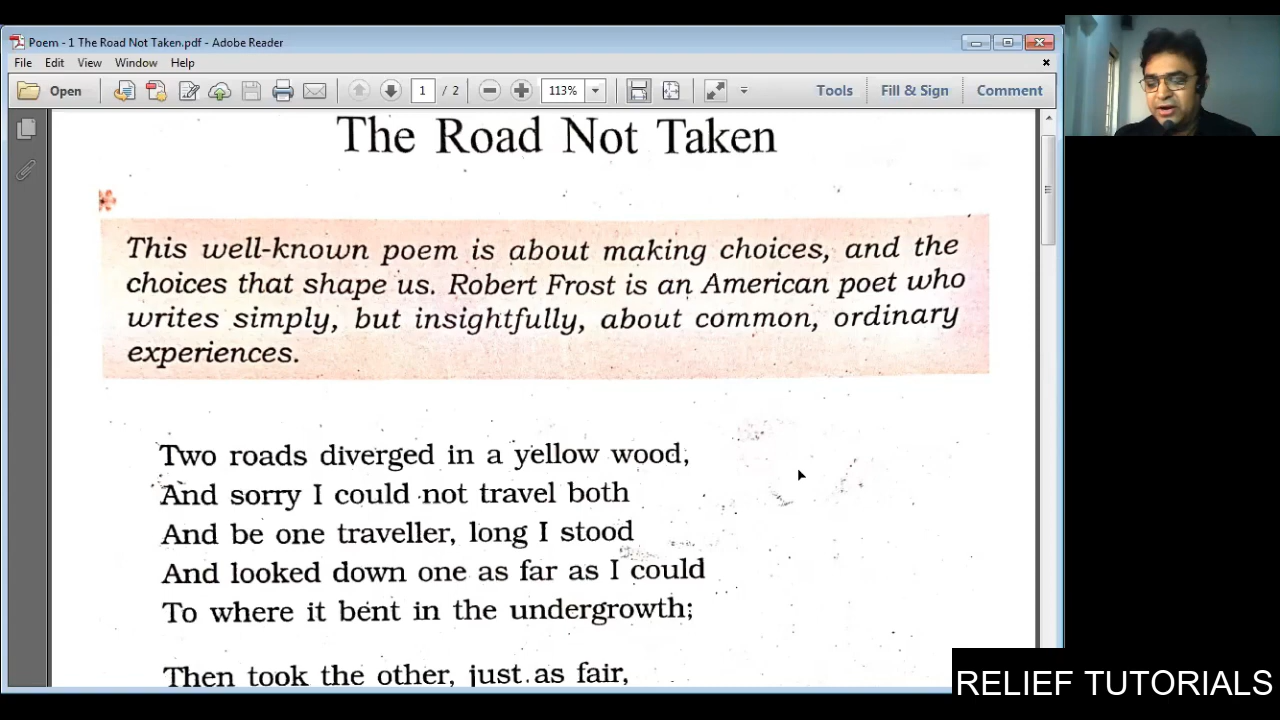 Poem - 1 The Road Not Taken.pdf - Adobe Reader
File Edit View Window Help
Open 1 / 2 113% Tools Fill & Sign Comment
The Road Not Taken
This well-known poem is about making choices, and the
choices that shape us. Robert Frost is an American poet who
writes simply, but insightfully, about common, ordinary
experiences.
Two roads diverged in a yellow wood,
And sorry I could not travel both
And be one traveller, long I stood
And looked down one as far as I could
To where it bent in the undergrowth;
Then took the other, just as fair,
RELIEF TUTORIALS